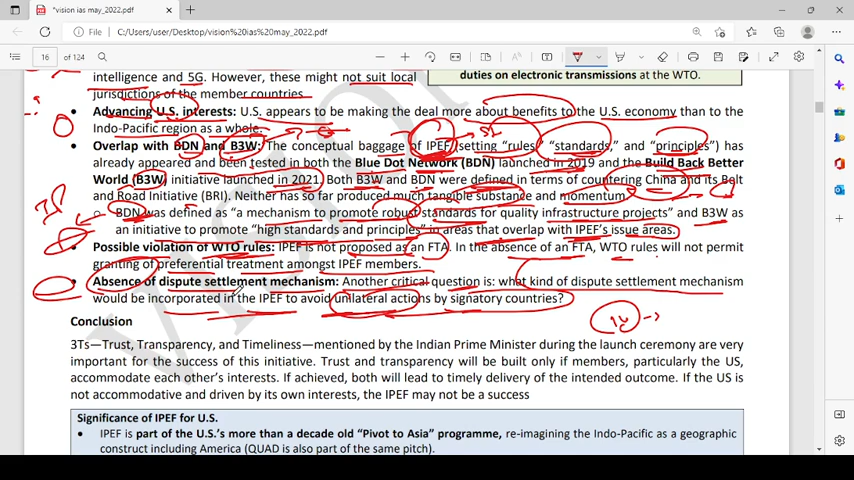 *vision ias may_2022.pdf
File
C:/Users/user/Desktop/vision%20ias%20may_2022.pdf
16 of 124
intelligence and 5G. However, these might not suit local
duties on electronic transmissions at the WTO.
jurisdictions of the member countries
• Advancing U.S. interests: U.S. appears to be making the deal more about benefits to the U.S. economy than to the
Indo-Pacific region as a whole.
• Overlap with BDN and B3W: The conceptual baggage of IPEF (setting "rules," "standards," and "principles") has
already appeared and been tested in both the Blue Dot Network (BDN) launched in 2019 and the Build Back Better
World (B3W) initiative launched in 2021. Both B3W and BDN were defined in terms of countering China and its Belt
and Road Initiative (BRI). Neither has so far produced much tangible substance and momentum.
o BDN was defined as "a mechanism to promote robust standards for quality infrastructure projects" and B3W as
an initiative to promote "high standards and principles" in areas that overlap with IPEF's issue areas.
• Possible violation of WTO rules: IPEF is not proposed as an FTA. In the absence of an FTA, WTO rules will not permit
granting of preferential treatment amongst IPEF members.
• Absence of dispute settlement mechanism: Another critical question is: what kind of dispute settlement mechanism
would be incorporated in the IPEF to avoid unilateral actions by signatory countries?
Conclusion
3Ts—Trust, Transparency, and Timeliness—mentioned by the Indian Prime Minister during the launch ceremony are very
important for the success of this initiative. Trust and transparency will be built only if members, particularly the US,
accommodate each other's interests. If achieved, both will lead to timely delivery of the intended outcome. If the US is
not accommodative and driven by its own interests, the IPEF may not be a success
Significance of IPEF for U.S.
• IPEF is part of the U.S.'s more than a decade old "Pivot to Asia" programme, re-imagining the Indo-Pacific as a geographic
construct including America (QUAD is also part of the same pitch).